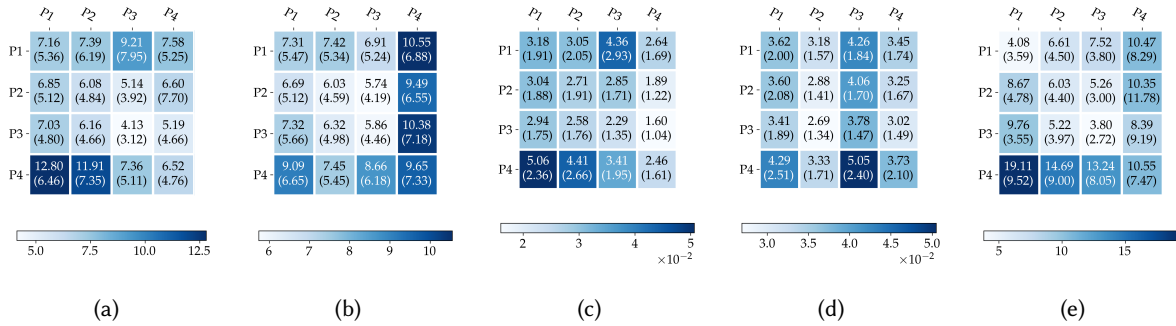 P1 P2 P3 P4
P1 7.16 7.39 9.21 7.58
(5.36) (6.19) (7.95) (5.25)
P2 6.85 6.08 5.14 6.60
(5.12) (4.84) (3.92) (7.70)
P3 7.03 6.16 4.13 5.19
(4.80) (4.66) (3.12) (4.66)
P4 12.80 11.91 7.36 6.52
(6.46) (7.35) (5.11) (4.76)
5.0 7.5 10.0 12.5
(a)
P1 P2 P3 P4
P1 7.31 7.42 6.91 10.55
(5.47) (5.34) (5.24) (6.88)
P2 6.69 6.03 5.74 9.49
(5.12) (4.59) (4.19) (6.55)
P3 7.32 6.32 5.86 10.38
(5.66) (4.98) (4.46) (7.18)
P4 9.09 7.45 8.66 9.65
(6.65) (5.45) (6.18) (7.33)
6 7 8 9 10
(b)
P1 P2 P3 P4
P1 3.18 3.05 4.36 2.64
(1.91) (2.05) (2.93) (1.69)
P2 3.04 2.71 2.85 1.89
(1.88) (1.91) (1.71) (1.22)
P3 2.94 2.58 2.29 1.60
(1.75) (1.76) (1.35) (1.04)
P4 5.06 4.41 3.41 2.46
(2.36) (2.66) (1.95) (1.61)
2 3 4 5
×10⁻²
(c)
P1 P2 P3 P4
P1 3.62 3.18 4.26 3.45
(2.00) (1.57) (1.84) (1.74)
P2 3.60 2.88 4.06 3.25
(2.08) (1.41) (1.70) (1.67)
P3 3.41 2.69 3.78 3.02
(1.89) (1.34) (1.47) (1.49)
P4 4.29 3.33 5.05 3.73
(2.51) (1.71) (2.40) (2.10)
3.0 3.5 4.0 4.5 5.0
×10⁻²
(d)
P1 P2 P3 P4
P1 4.08 6.61 7.52 10.47
(3.59) (4.50) (3.80) (8.29)
P2 8.67 6.03 5.26 10.35
(4.78) (4.40) (3.00) (11.78)
P3 9.76 5.22 3.80 8.39
(3.55) (3.97) (2.72) (9.19)
P4 19.11 14.69 13.24 10.55
(9.52) (9.00) (8.05) (7.47)
5 10 15
(e)